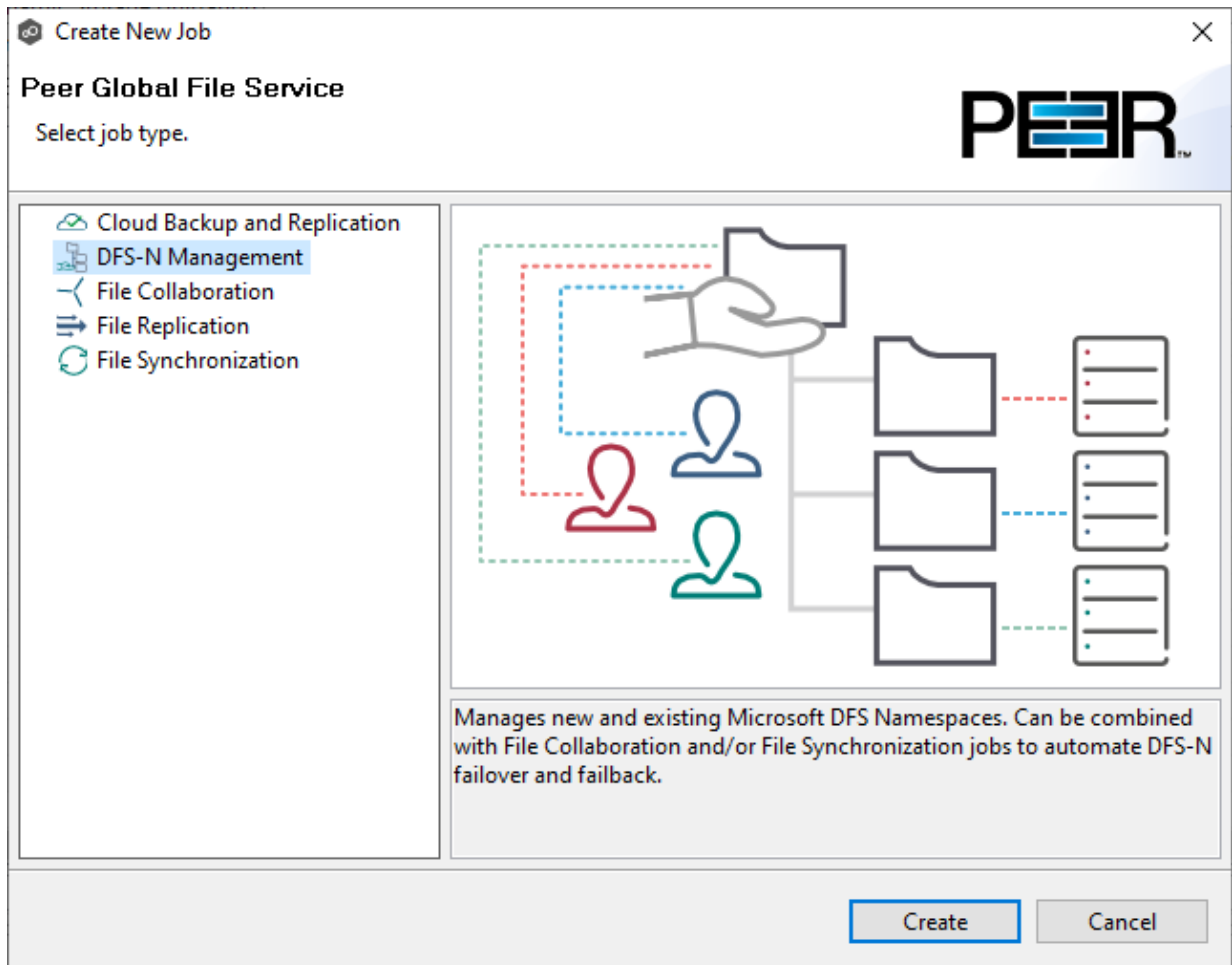 Create New Job
Peer Global File Service
Select job type.
PEER™
Cloud Backup and Replication
DFS-N Management
File Collaboration
File Replication
File Synchronization
Manages new and existing Microsoft DFS Namespaces. Can be combined
with File Collaboration and/or File Synchronization jobs to automate DFS-N
failover and failback.
Create
Cancel